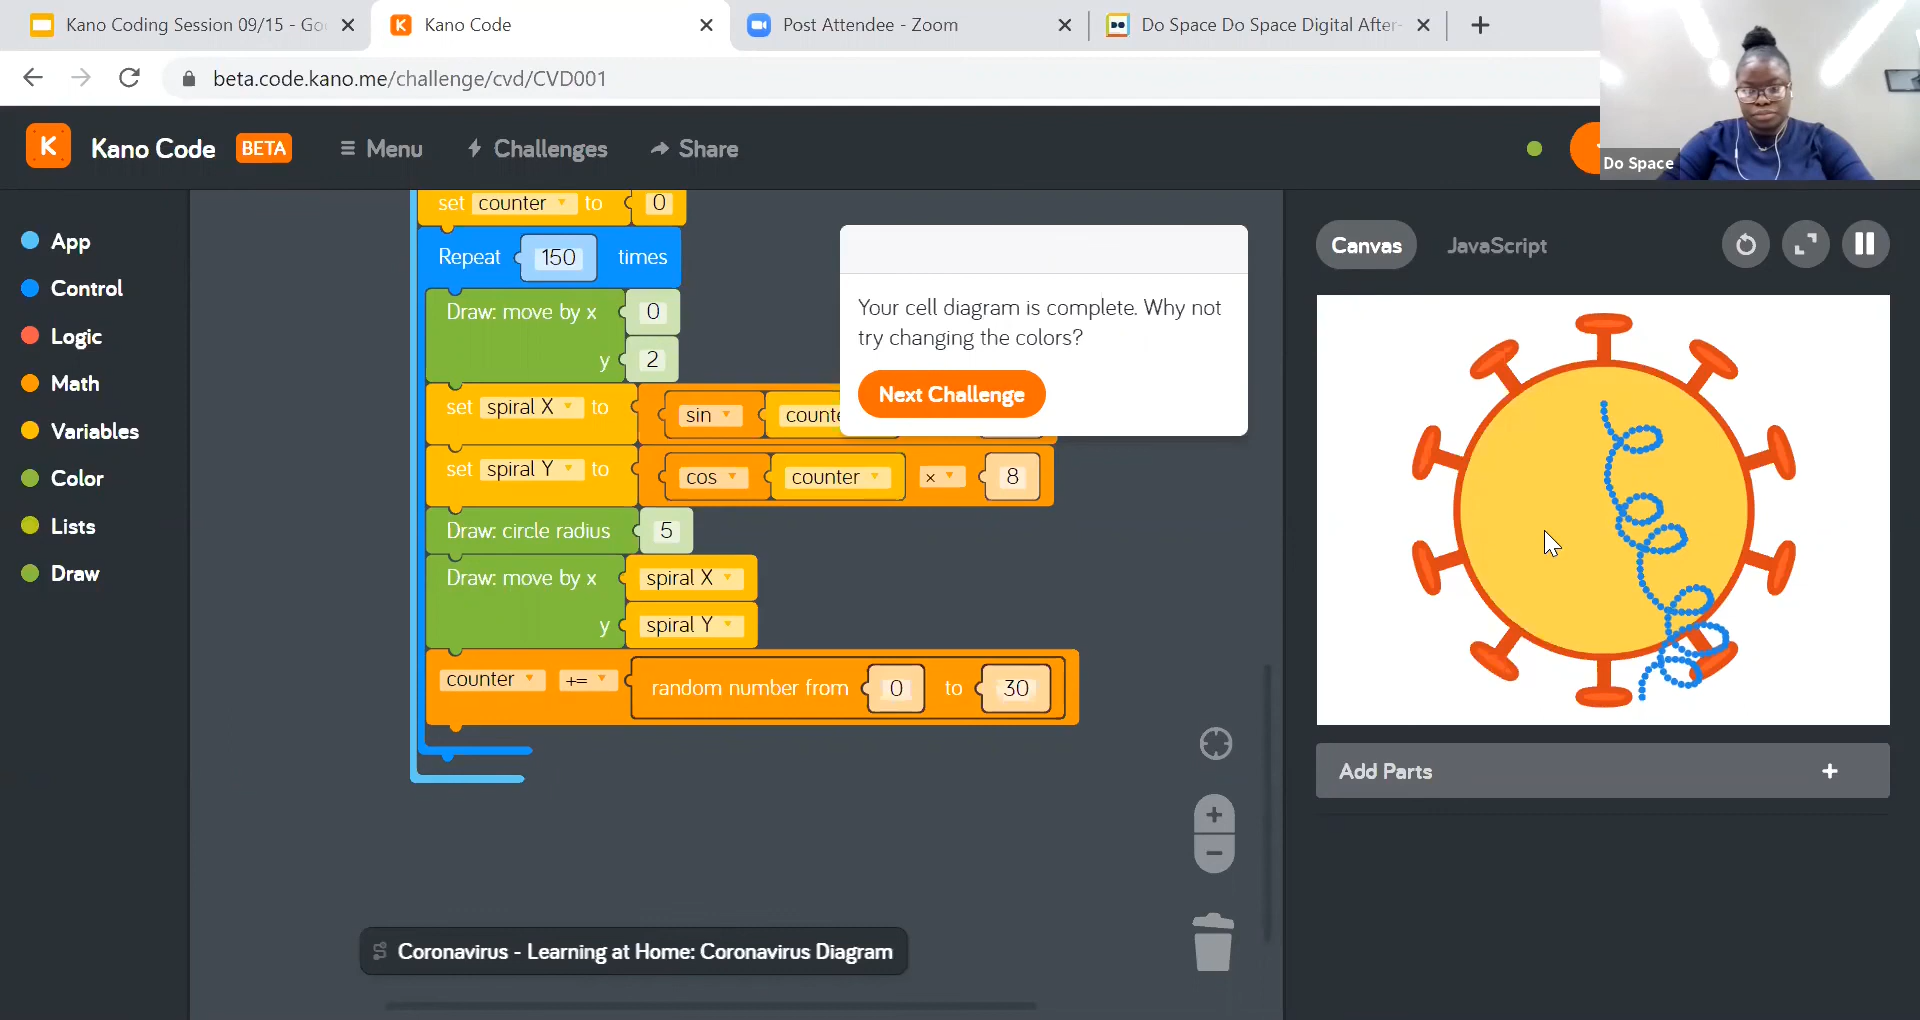 Kano Coding Session 09/15 - Go
Kano Code
Post Attendee - Zoom
Do Space Do Space Digital After-
beta.code.kano.me/challenge/cvd/CVD001
K
Kano Code
BETA
Menu
Challenges
Share
Do Space
App
Control
Logic
Math
Variables
Color
Lists
Draw
set counter to 0
Repeat 150 times
Draw: move by x 0
y 2
set spiral X to sin counte
set spiral Y to cos counter × 8
Draw: circle radius 5
Draw: move by x spiral X
y spiral Y
counter += random number from 0 to 30
Your cell diagram is complete. Why not
try changing the colors?
Next Challenge
Coronavirus - Learning at Home: Coronavirus Diagram
Canvas
JavaScript
Add Parts +